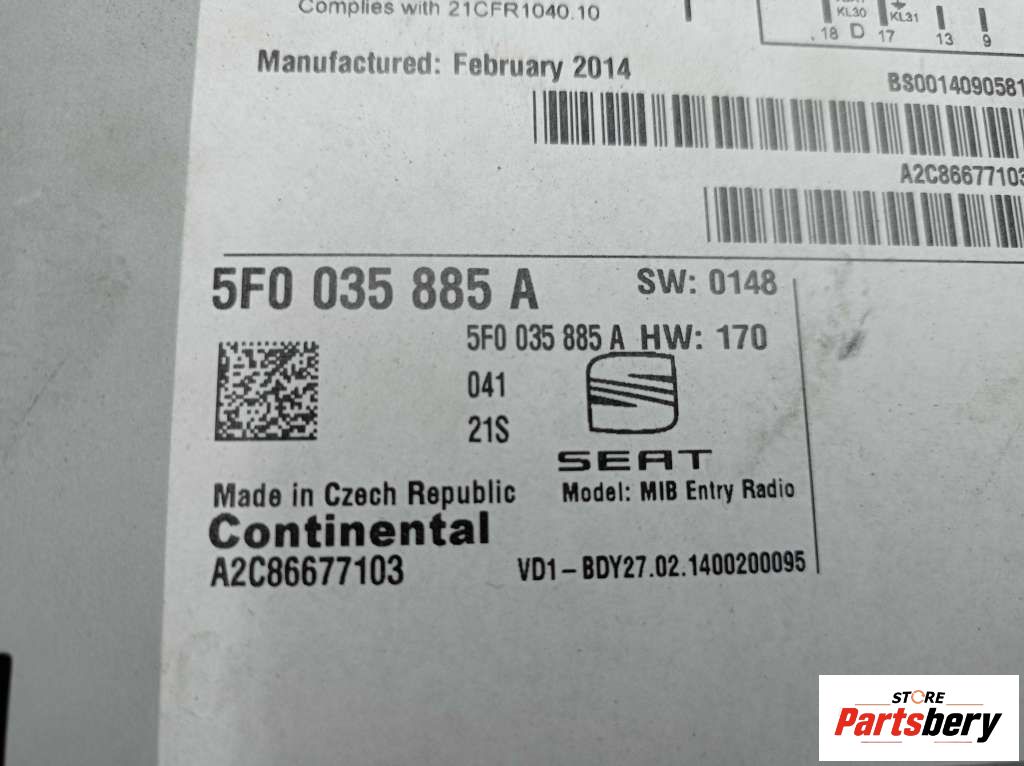 Complies with 21CFR1040.10
KL30
KL31
18 D 17 13 9
Manufactured: February 2014
BS0014090581
A2C86677103
5F0 035 885 A
SW: 0148
5F0 035 885 A HW: 170
041
21S
SEAT
Made in Czech Republic
Model: MIB Entry Radio
Continental
A2C86677103
VD1-BDY27.02.1400200095
STORE
Partsbery